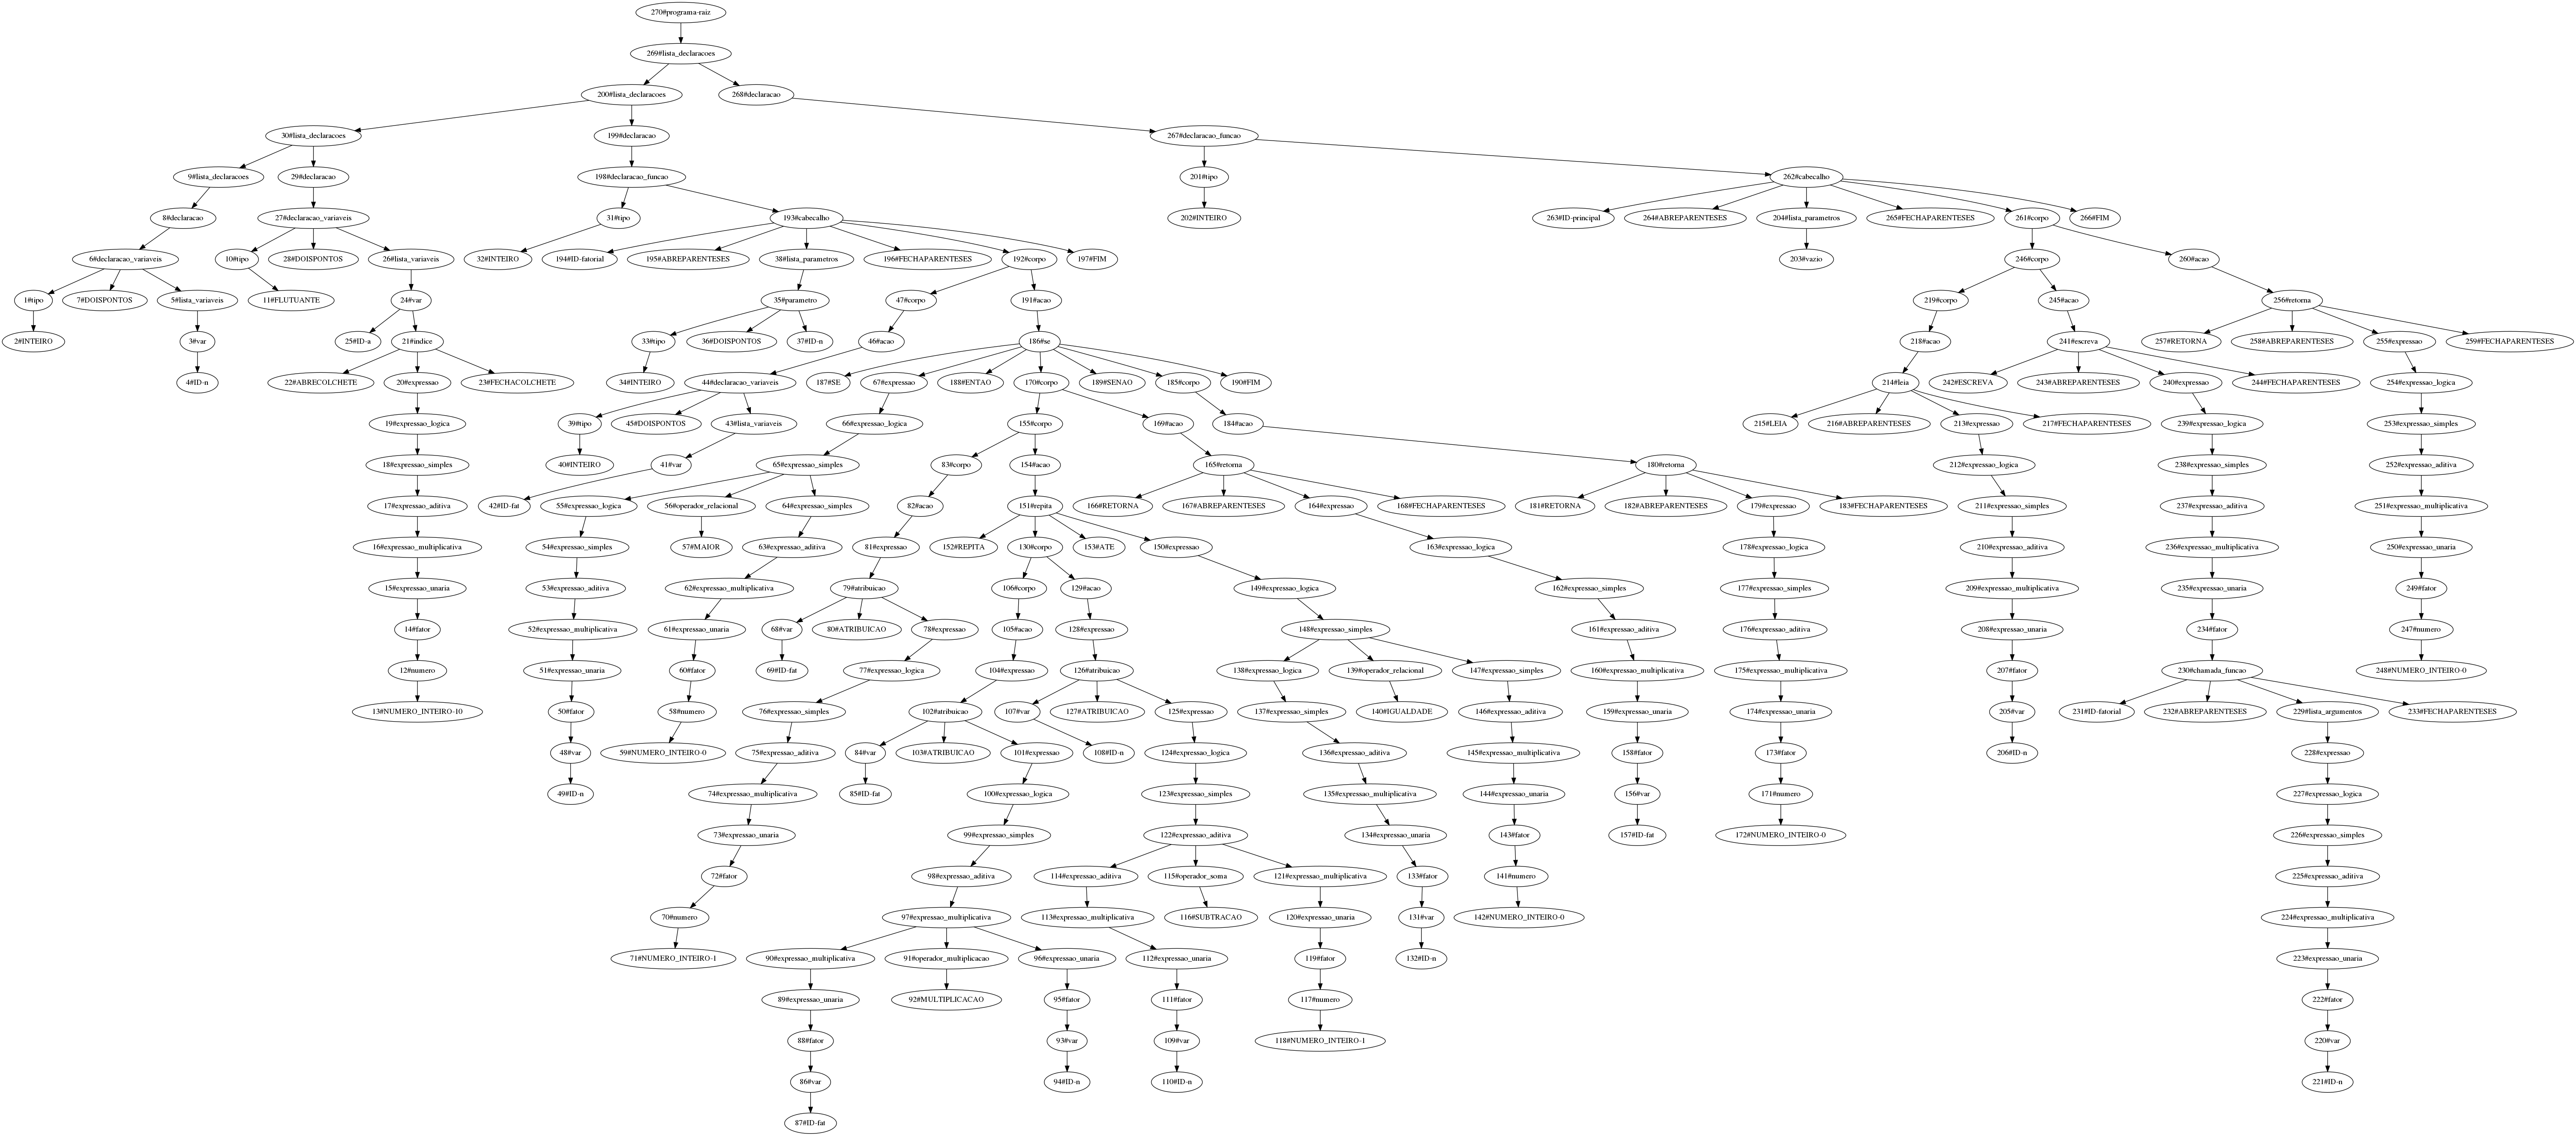 270#programa-raiz
269#lista_declaracoes
200#lista_declaracoes 268#declaracao
30#lista_declaracoes 199#declaracao 267#declaracao_funcao
9#lista_declaracoes 29#declaracao 198#declaracao_funcao 201#tipo 262#cabecalho
8#declaracao 27#declaracao_variaveis 31#tipo 193#cabecalho 202#INTEIRO 263#ID-principal 264#ABREPARENTESES 204#lista_parametros 265#FECHAPARENTESES 261#corpo 266#FIM
6#declaracao_variaveis 10#tipo 28#DOISPONTOS 26#lista_variaveis 32#INTEIRO 194#ID-fatorial 195#ABREPARENTESES 38#lista_parametros 196#FECHAPARENTESES 192#corpo 197#FIM 203#vazio 246#corpo 260#acao
1#tipo 7#DOISPONTOS 5#lista_variaveis 11#FLUTUANTE 24#var 35#parametro 47#corpo 191#acao 219#corpo 245#acao 256#retorna
2#INTEIRO 3#var 25#ID-a 21#indice 33#tipo 36#DOISPONTOS 37#ID-n 46#acao 186#se 218#acao 241#escreva 257#RETORNA 258#ABREPARENTESES 255#expressao 259#FECHAPARENTESES
4#ID-n 22#ABRECOLCHETE 20#expressao 23#FECHACOLCHETE 34#INTEIRO 44#declaracao_variaveis 187#SE 67#expressao 188#ENTAO 170#corpo 189#SENAO 185#corpo 190#FIM 214#leia 242#ESCREVA 243#ABREPARENTESES 240#expressao 244#FECHAPARENTESES 254#expressao_logica
19#expressao_logica 39#tipo 45#DOISPONTOS 43#lista_variaveis 66#expressao_logica 155#corpo 169#acao 184#acao 215#LEIA 216#ABREPARENTESES 213#expressao 217#FECHAPARENTESES 239#expressao_logica 253#expressao_simples
18#expressao_simples 40#INTEIRO 41#var 65#expressao_simples 83#corpo 154#acao 165#retorna 180#retorna 212#expressao_logica 238#expressao_simples 252#expressao_aditiva
17#expressao_aditiva 42#ID-fat 55#expressao_logica 56#operador_relacional 64#expressao_simples 82#acao 151#repita 166#RETORNA 167#ABREPARENTESES 164#expressao 168#FECHAPARENTESES 181#RETORNA 182#ABREPARENTESES 179#expressao 183#FECHAPARENTESES 211#expressao_simples 237#expressao_aditiva 251#expressao_multiplicativa
16#expressao_multiplicativa 54#expressao_simples 57#MAIOR 63#expressao_aditiva 81#expressao 152#REPITA 130#corpo 153#ATE 150#expressao 163#expressao_logica 178#expressao_logica 210#expressao_aditiva 236#expressao_multiplicativa 250#expressao_unaria
15#expressao_unaria 53#expressao_aditiva 62#expressao_multiplicativa 79#atribuicao 106#corpo 129#acao 149#expressao_logica 162#expressao_simples 177#expressao_simples 209#expressao_multiplicativa 235#expressao_unaria 249#fator
14#fator 52#expressao_multiplicativa 61#expressao_unaria 68#var 80#ATRIBUICAO 78#expressao 105#acao 128#expressao 148#expressao_simples 161#expressao_aditiva 176#expressao_aditiva 208#expressao_unaria 234#fator 247#numero
12#numero 51#expressao_unaria 60#fator 69#ID-fat 77#expressao_logica 104#expressao 126#atribuicao 138#expressao_logica 139#operador_relacional 147#expressao_simples 160#expressao_multiplicativa 175#expressao_multiplicativa 207#fator 230#chamada_funcao 248#NUMERO_INTEIRO-0
13#NUMERO_INTEIRO-10 50#fator 58#numero 76#expressao_simples 102#atribuicao 107#var 127#ATRIBUICAO 125#expressao 137#expressao_simples 140#IGUALDADE 146#expressao_aditiva 159#expressao_unaria 174#expressao_unaria 205#var 231#ID-fatorial 232#ABREPARENTESES 229#lista_argumentos 233#FECHAPARENTESES
48#var 59#NUMERO_INTEIRO-0 75#expressao_aditiva 84#var 103#ATRIBUICAO 101#expressao 108#ID-n 124#expressao_logica 136#expressao_aditiva 145#expressao_multiplicativa 158#fator 173#fator 206#ID-n 228#expressao
49#ID-n 74#expressao_multiplicativa 85#ID-fat 100#expressao_logica 123#expressao_simples 135#expressao_multiplicativa 144#expressao_unaria 156#var 171#numero 227#expressao_logica
73#expressao_unaria 99#expressao_simples 122#expressao_aditiva 134#expressao_unaria 143#fator 157#ID-fat 172#NUMERO_INTEIRO-0 226#expressao_simples
72#fator 98#expressao_aditiva 114#expressao_aditiva 115#operador_soma 121#expressao_multiplicativa 133#fator 141#numero 225#expressao_aditiva
70#numero 97#expressao_multiplicativa 113#expressao_multiplicativa 116#SUBTRACAO 120#expressao_unaria 131#var 142#NUMERO_INTEIRO-0 224#expressao_multiplicativa
71#NUMERO_INTEIRO-1 90#expressao_multiplicativa 91#operador_multiplicacao 96#expressao_unaria 112#expressao_unaria 119#fator 132#ID-n 223#expressao_unaria
89#expressao_unaria 92#MULTIPLICACAO 95#fator 111#fator 117#numero 222#fator
88#fator 93#var 109#var 118#NUMERO_INTEIRO-1 220#var
86#var 94#ID-n 110#ID-n 221#ID-n
87#ID-fat